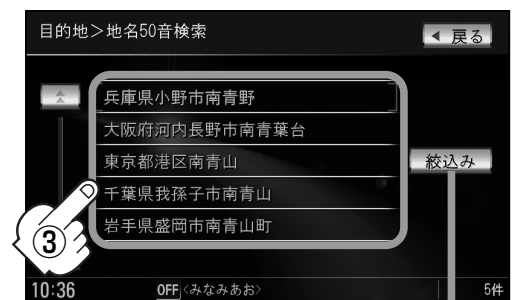 目的地>地名50音検索
戻る
兵庫県小野市南青野
大阪府河内長野市南青葉台
東京都港区南青山
絞込み
千葉県我孫子市南青山
岩手県盛岡市南青山町
③
10:36
OFF〈みなみあお〉
5件